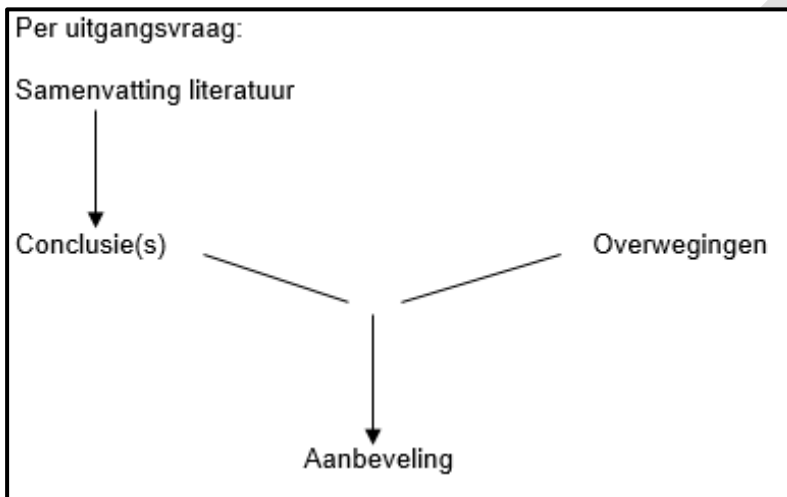 Per uitgangsvraag:
Samenvatting literatuur
Conclusie(s)
Overwegingen
Aanbeveling